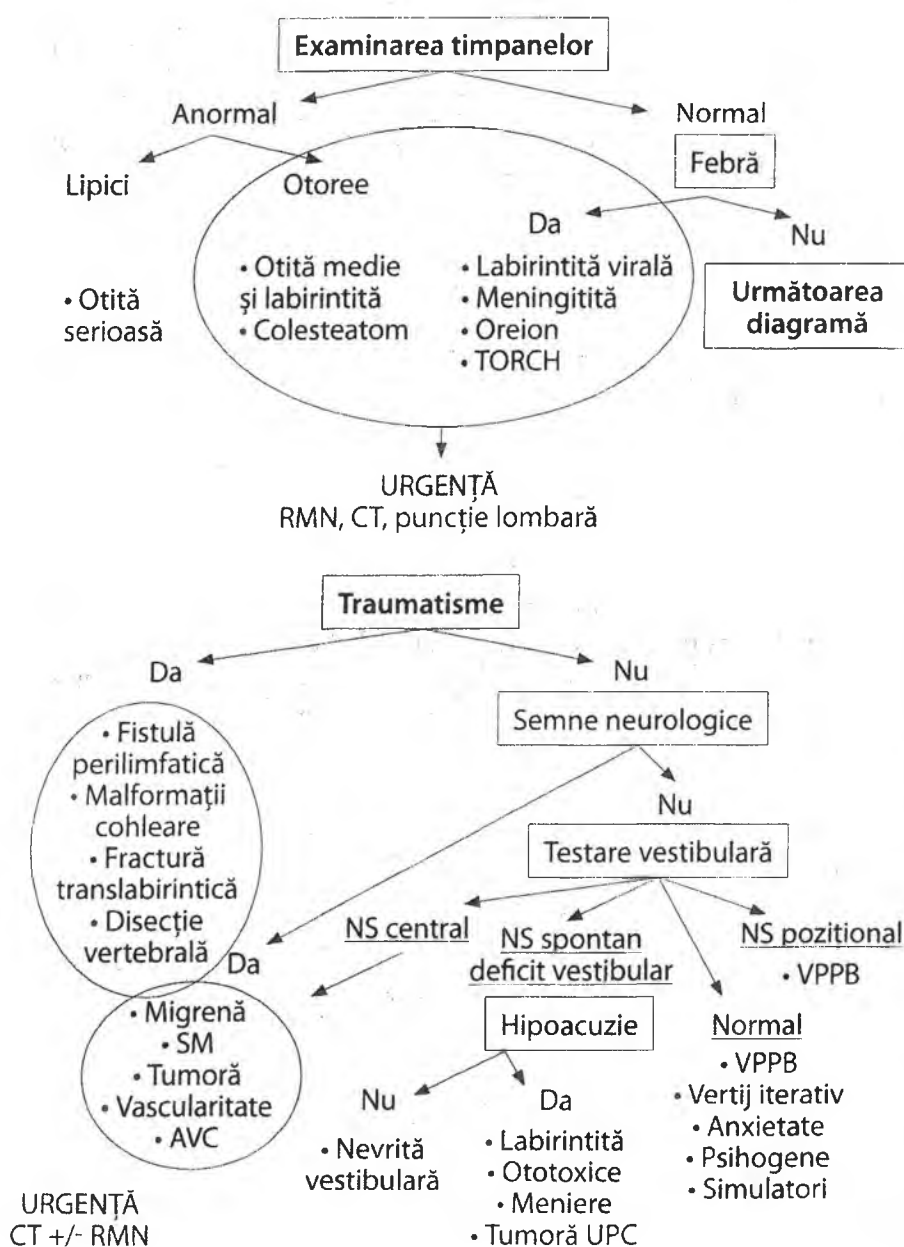 Examinarea timpanelor
Anormal
Normal
Lipici
Otoree
Febră
Da
Nu
• Otită
serioasă
• Otită medie
și labirintită
• Colesteatom
• Labirintită virală
• Meningitită
• Oreion
• TORCH
Următoarea
diagramă
URGENȚĂ
RMN, CT, puncție lombară
Traumatisme
Da
Nu
• Fistulă
perilimfatică
• Malformații
cohleare
• Fractură
translabirintică
• Disecție
vertebrală
Semne neurologice
Da
Nu
Testare vestibulară
• Migrenă
• SM
• Tumoră
• Vascularitate
• AVC
NS central
NS spontan
deficit vestibular
NS pozitional
• VPPB
Hipoacuzie
Normal
• VPPB
• Vertij iterativ
• Anxietate
• Psihogene
• Simulatori
Nu
• Nevrită
vestibulară
Da
• Labirintită
• Ototoxice
• Meniere
• Tumoră UPC
URGENȚĂ
CT +/- RMN